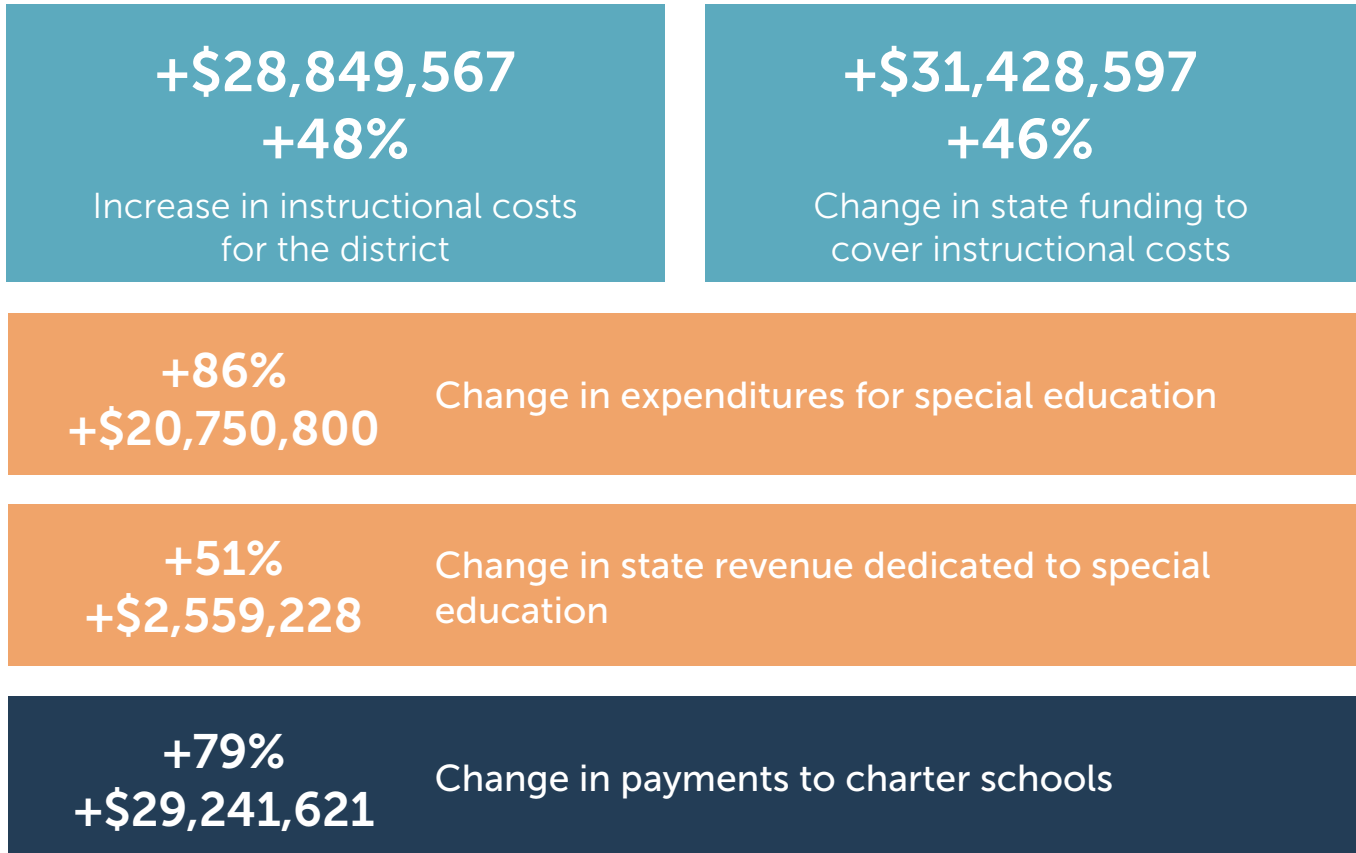 +$28,849,567
+48%
Increase in instructional costs
for the district
+$31,428,597
+46%
Change in state funding to
cover instructional costs
+86%
+$20,750,800
Change in expenditures for special education
+51%
+$2,559,228
Change in state revenue dedicated to special
education
+79%
+$29,241,621
Change in payments to charter schools